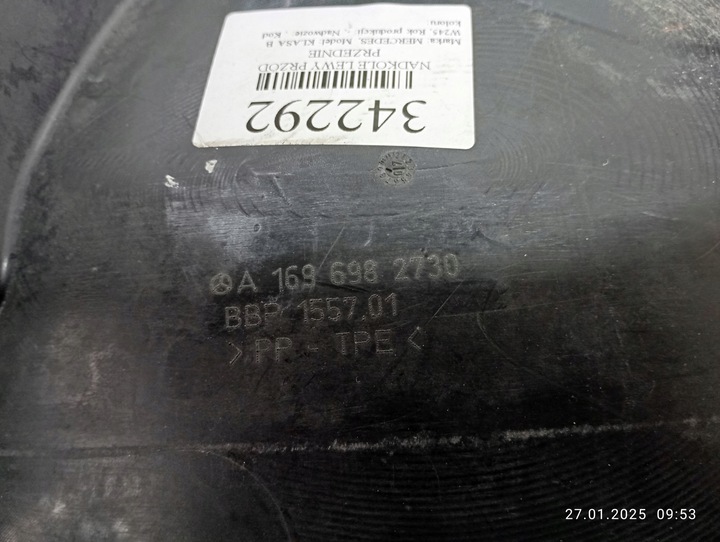 342292
NADKOLE LEWY PRZÓD
PRZEDNIE
Marka: MERCEDES, Model: KLASA B
W245, Rok produkcji: , Nadwozie: , Kod
koloru:
A 169 698 2730
BBP 1557.01
>PP - TPE<
27.01.2025 09:53